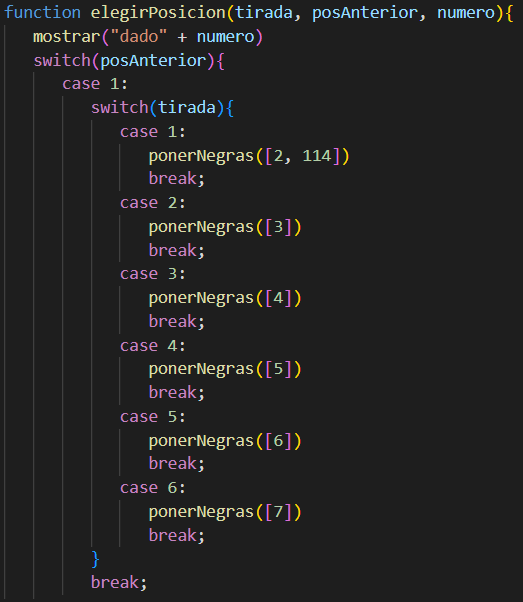 function elegirPosicion(tirada, posAnterior, numero){
mostrar("dado" + numero)
switch(posAnterior){
case 1:
switch(tirada){
case 1:
ponerNegras([2, 114])
break;
case 2:
ponerNegras([3])
break;
case 3:
ponerNegras([4])
break;
case 4:
ponerNegras([5])
break;
case 5:
ponerNegras([6])
break;
case 6:
ponerNegras([7])
break;
}
break;